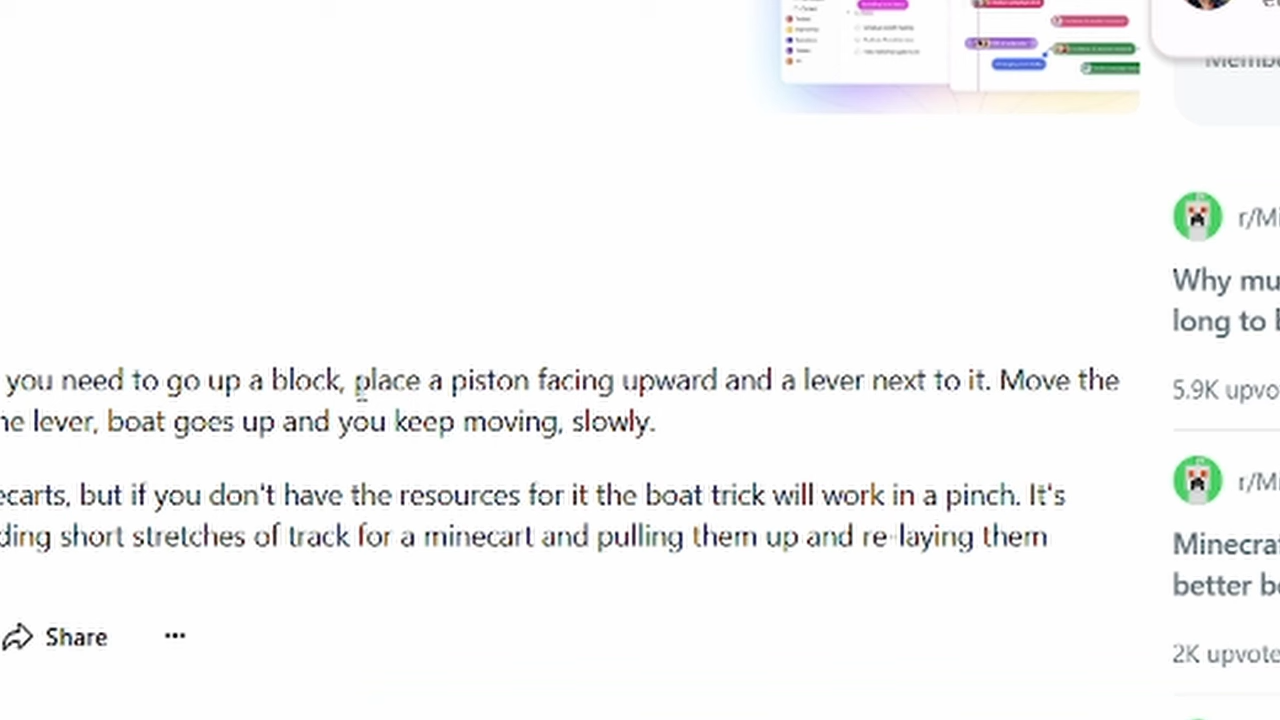 Membe
r/Mi
Why mu
long to
5.9K upvo
you need to go up a block, place a piston facing upward and a lever next to it. Move the
he lever, boat goes up and you keep moving, slowly.
ecarts, but if you don't have the resources for it the boat trick will work in a pinch. It's
ding short stretches of track for a minecart and pulling them up and re-laying them
Share
r/Mi
Minecraf
better be
2K upvote